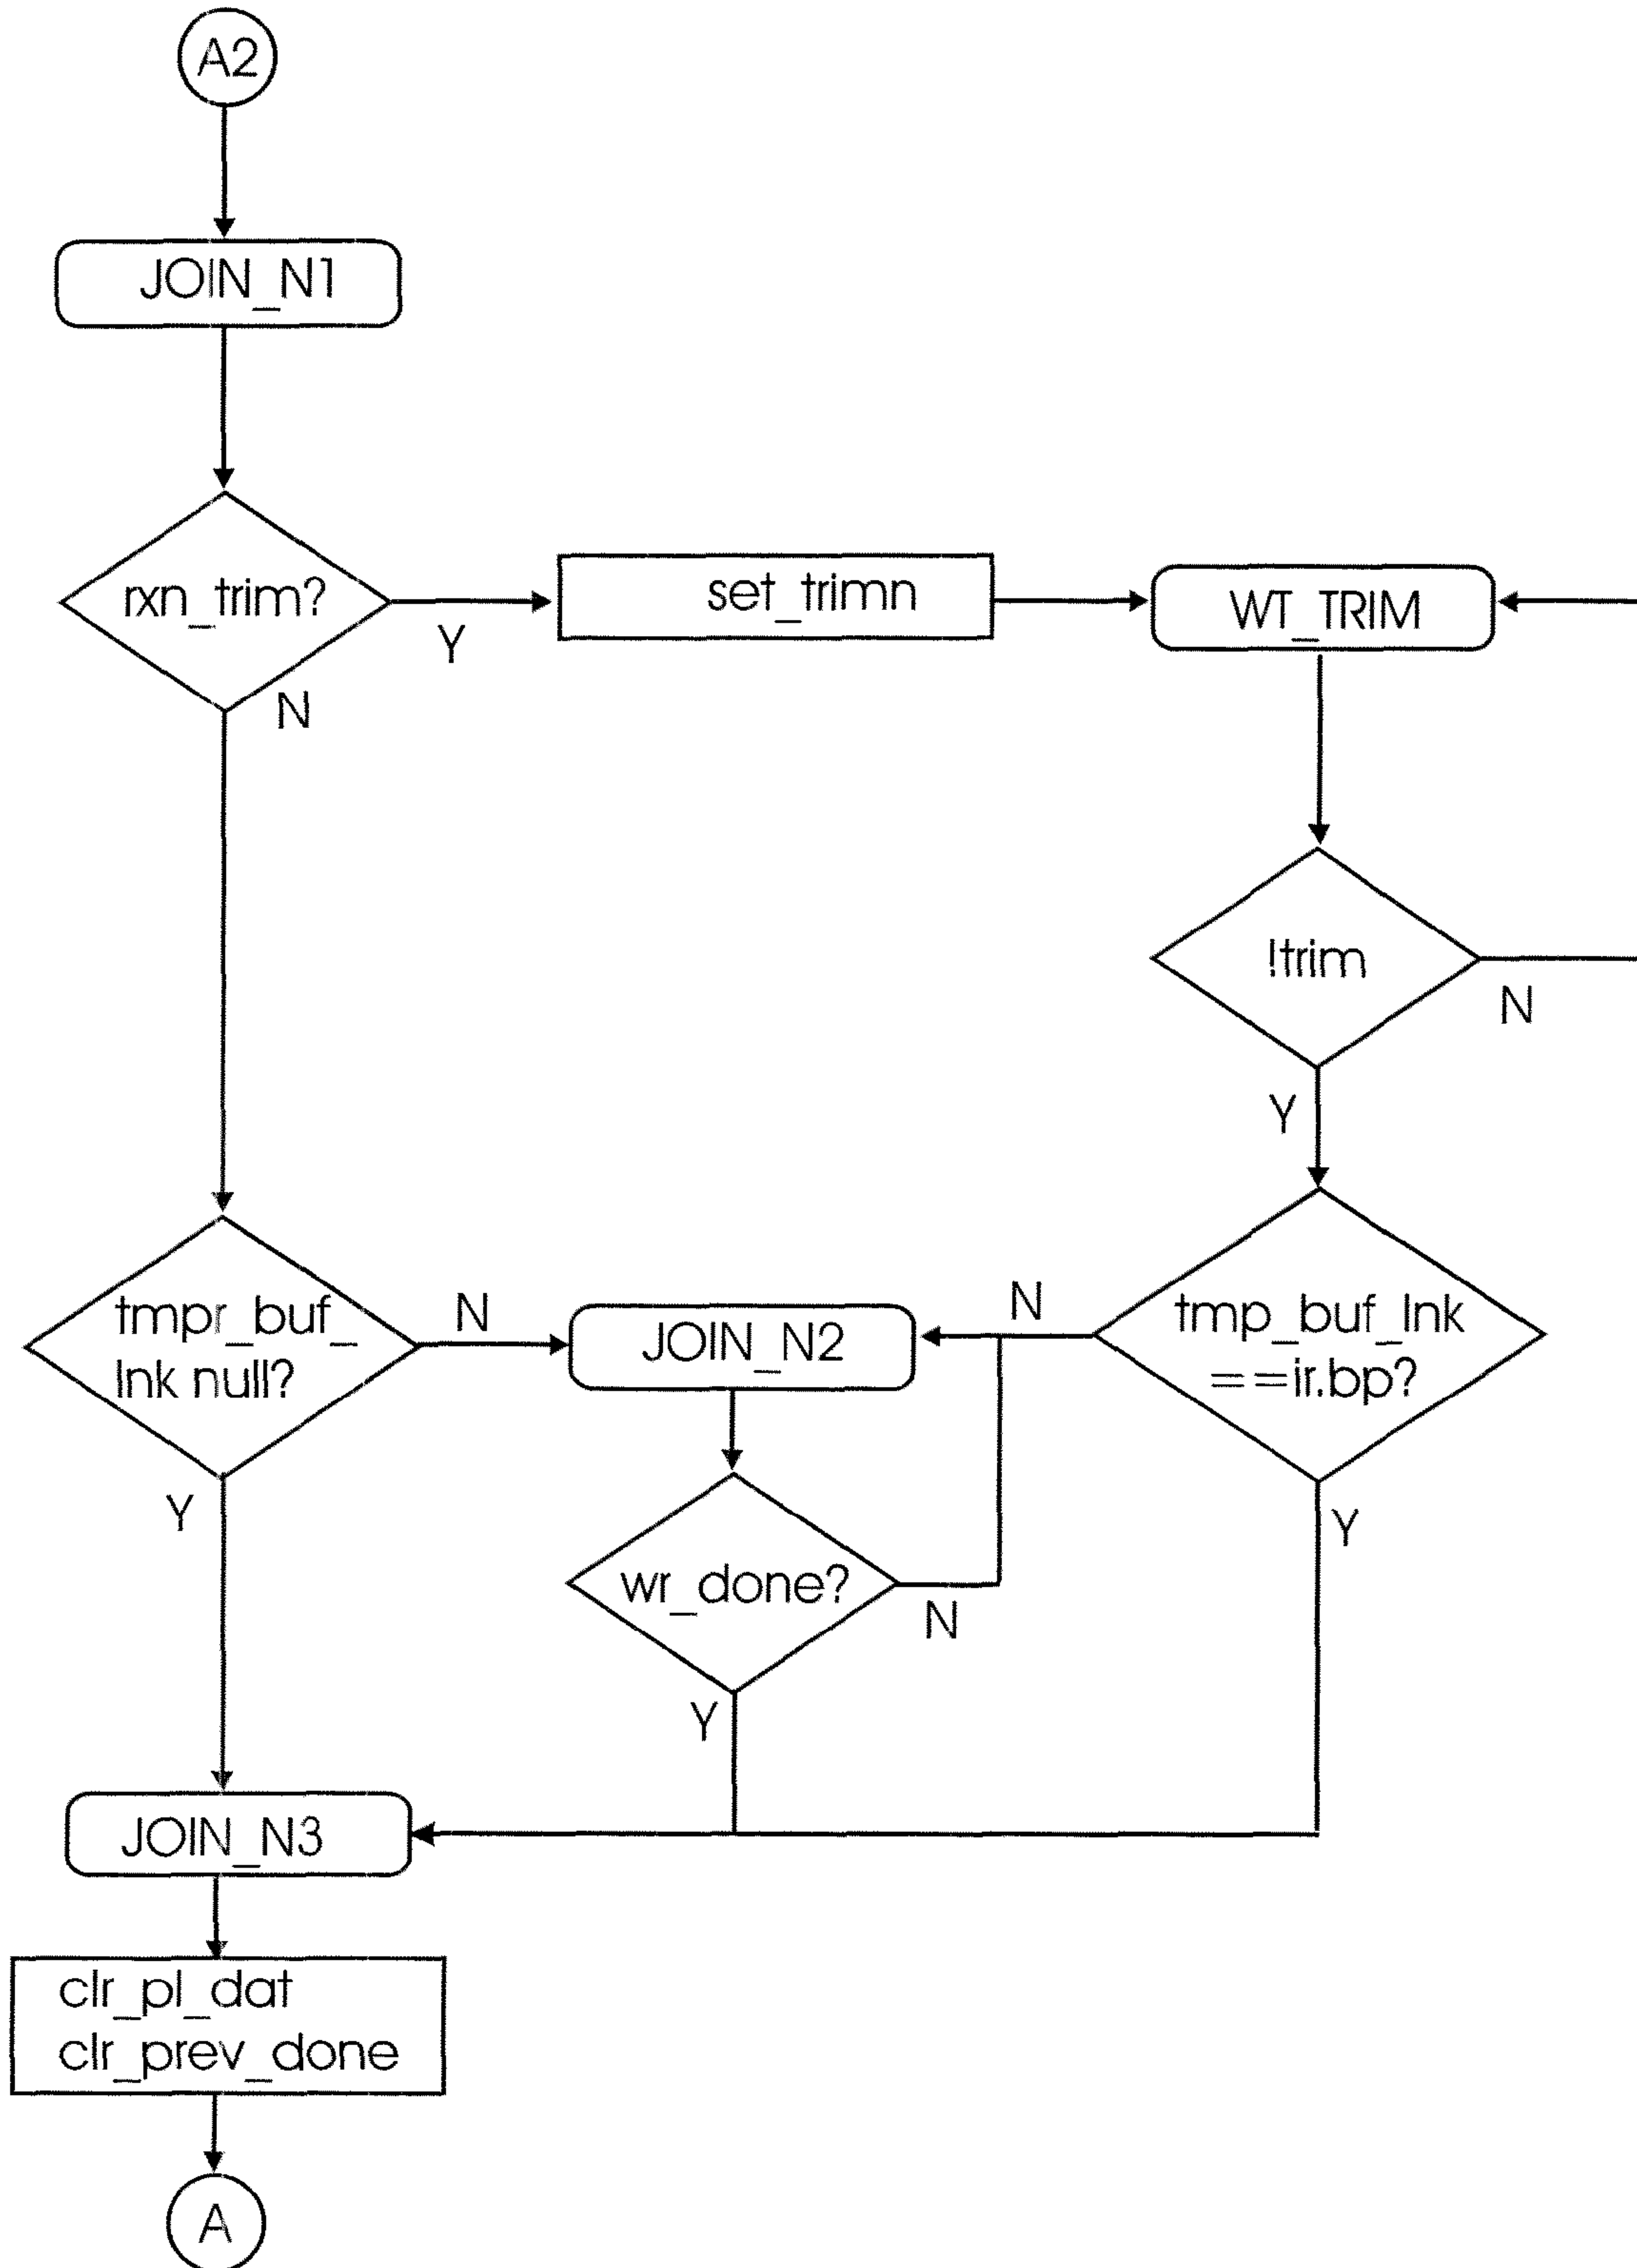 A2
JOIN_N1
rxn_trim?
Y
set_trimn
WT_TRIM
N
!trim
N
Y
tmpr_buf_
lnk null?
N
JOIN_N2
N
tmp_buf_lnk
==ir.bp?
Y
wr_done?
N
Y
Y
JOIN_N3
clr_pl_dat
clr_prev_done
A